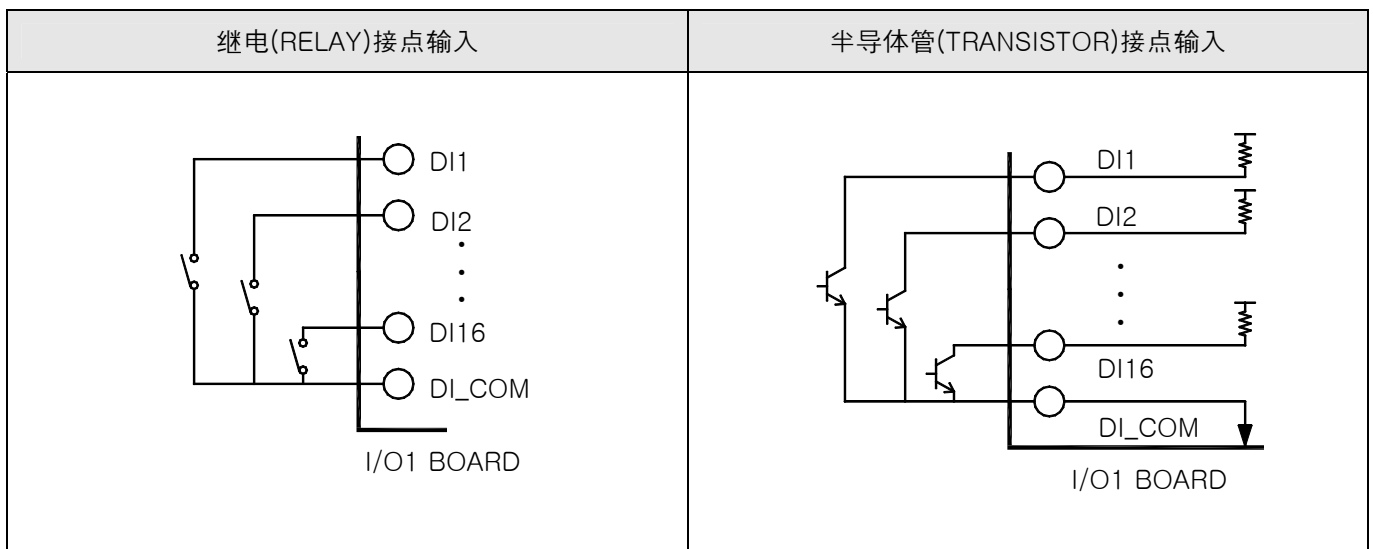 继电(RELAY)接点输入
半导体管(TRANSISTOR)接点输入
DI1
DI2
DI16
DI_COM
I/O1 BOARD
DI1
DI2
DI16
DI_COM
I/O1 BOARD